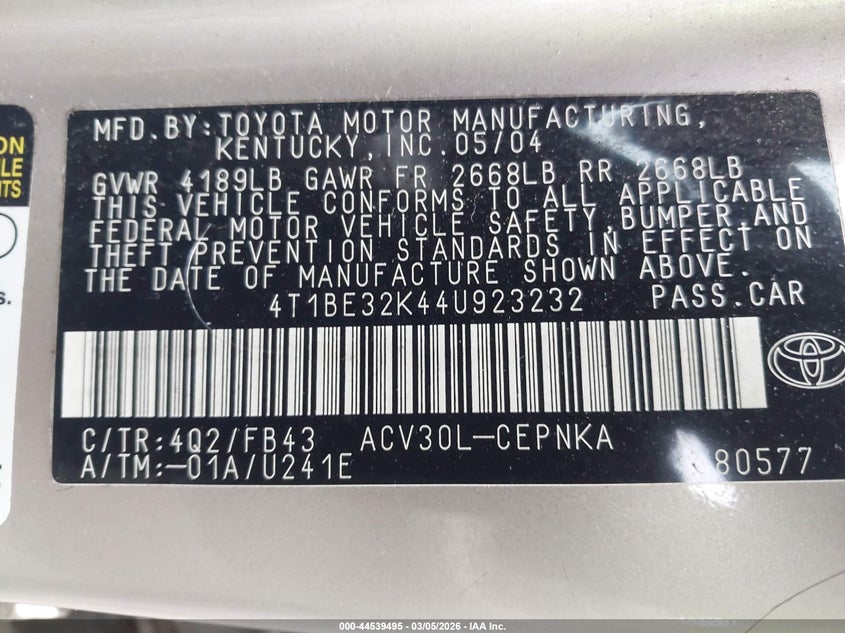 ON
LE
TS
s.
MFD.BY:TOYOTA MOTOR MANUFACTURING,
KENTUCKY,INC.05/04
GVWR 4189LB GAWR FR 2668LB RR 2668LB
THIS VEHICLE CONFORMS TO ALL APPLICABLE
FEDERAL MOTOR VEHICLE SAFETY,BUMPER,AND
THEFT PREVENTION STANDARDS IN EFFECT ON
THE DATE OF MANUFACTURE SHOWN ABOVE.
4T1BE32K44U923232 PASS.CAR
C/TR:4Q2/FB43 ACV30L-CEPNKA
A/TM:-01A/U241E 80577
000-44539495 - 03/05/2026 - IAA Inc.